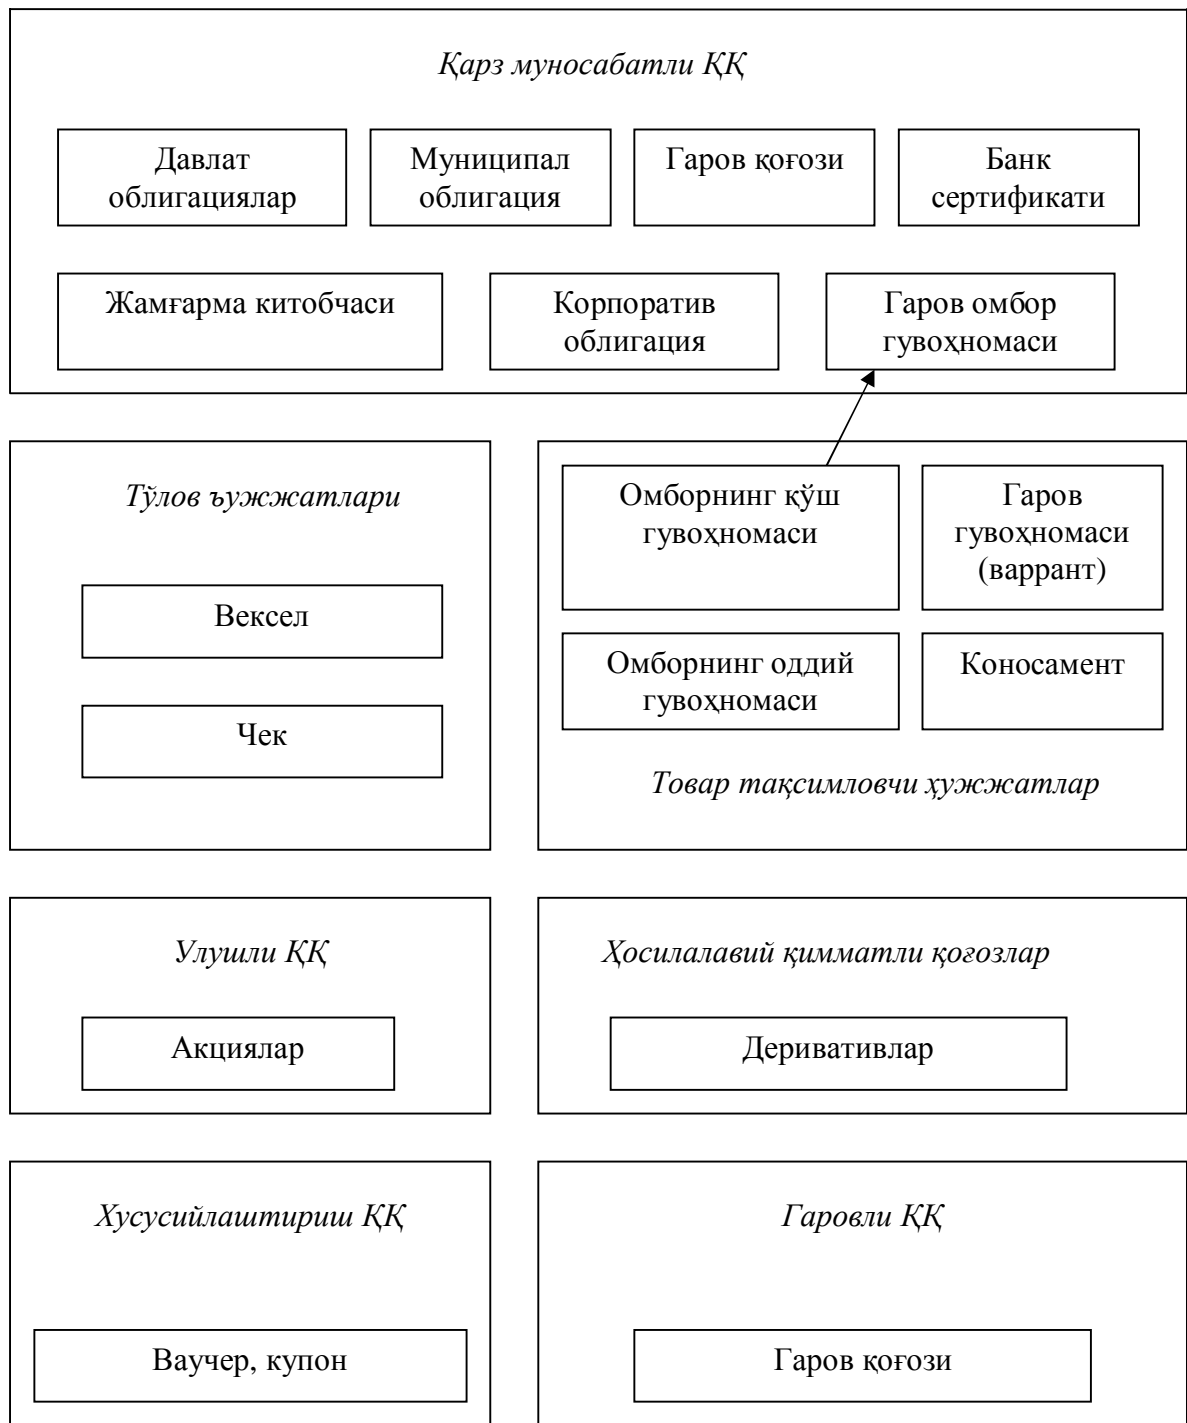 Қарз муносабатли ҚҚ
Давлат
облигациялар
Муниципал
облигация
Гаров қоғози
Банк
сертификати
Жамғарма китобчаси
Корпоратив
облигация
Гаров омбор
гувоҳномаси
Тўлов ъужжатлари
Вексел
Чек
Омборнинг қўш
гувоҳномаси
Гаров
гувоҳномаси
(варрант)
Омборнинг оддий
гувоҳномаси
Коносамент
Товар тақсимловчи ҳужжатлар
Улушли ҚҚ
Акциялар
Ҳосилалавий қимматли қоғозлар
Деривативлар
Хусусийлаштириш ҚҚ
Ваучер, купон
Гаровли ҚҚ
Гаров қоғози